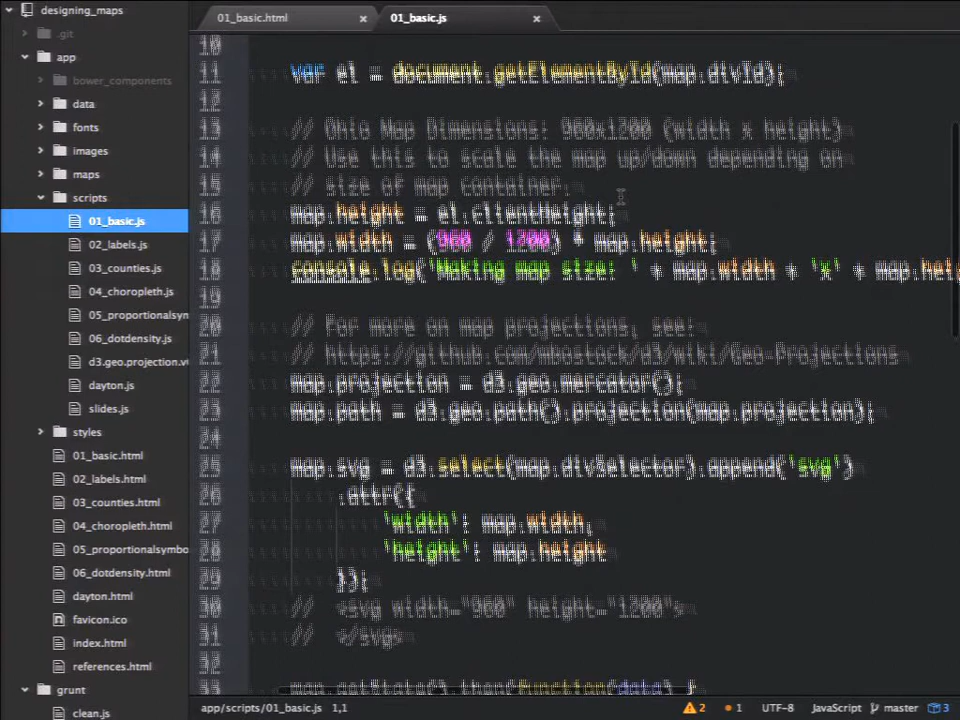 designing_maps
.git
app
bower_components
data
fonts
images
maps
scripts
01_basic.js
02_labels.js
03_counties.js
04_choropleth.js
05_proportionalsym
06_dotdensity.js
d3.geo.projection.v
dayton.js
slides.js
styles
01_basic.html
02_labels.html
03_counties.html
04_choropleth.html
05_proportionalsymbo
06_dotdensity.html
dayton.html
favicon.ico
index.html
references.html
grunt
clean.js
01_basic.html
01_basic.js
10
11 var el = document.getElementById(map.divId);
12
13 // Ohio Map Dimensions: 960x1200 (width x height)
14 // Use this to scale the map up/down depending on
15 // size of map container.
16 map.height = el.clientHeight;
17 map.width = (960 / 1200) * map.height;
18 console.log('Making map size: ' + map.width + 'x' + map.heig
19
20 // For more on map projections, see:
21 // https://github.com/mbostock/d3/wiki/Geo-Projections
22 map.projection = d3.geo.mercator();
23 map.path = d3.geo.path().projection(map.projection);
24
25 map.svg = d3.select(map.divSelector).append('svg')
26 .attr({
27 'width': map.width,
28 'height': map.height
29 });
30 // <svg width="960" height="1200">
31 // </svg>
32
33 map.getState().then(function(data) {
app/scripts/01_basic.js 1,1
2 1 UTF-8 JavaScript master 3